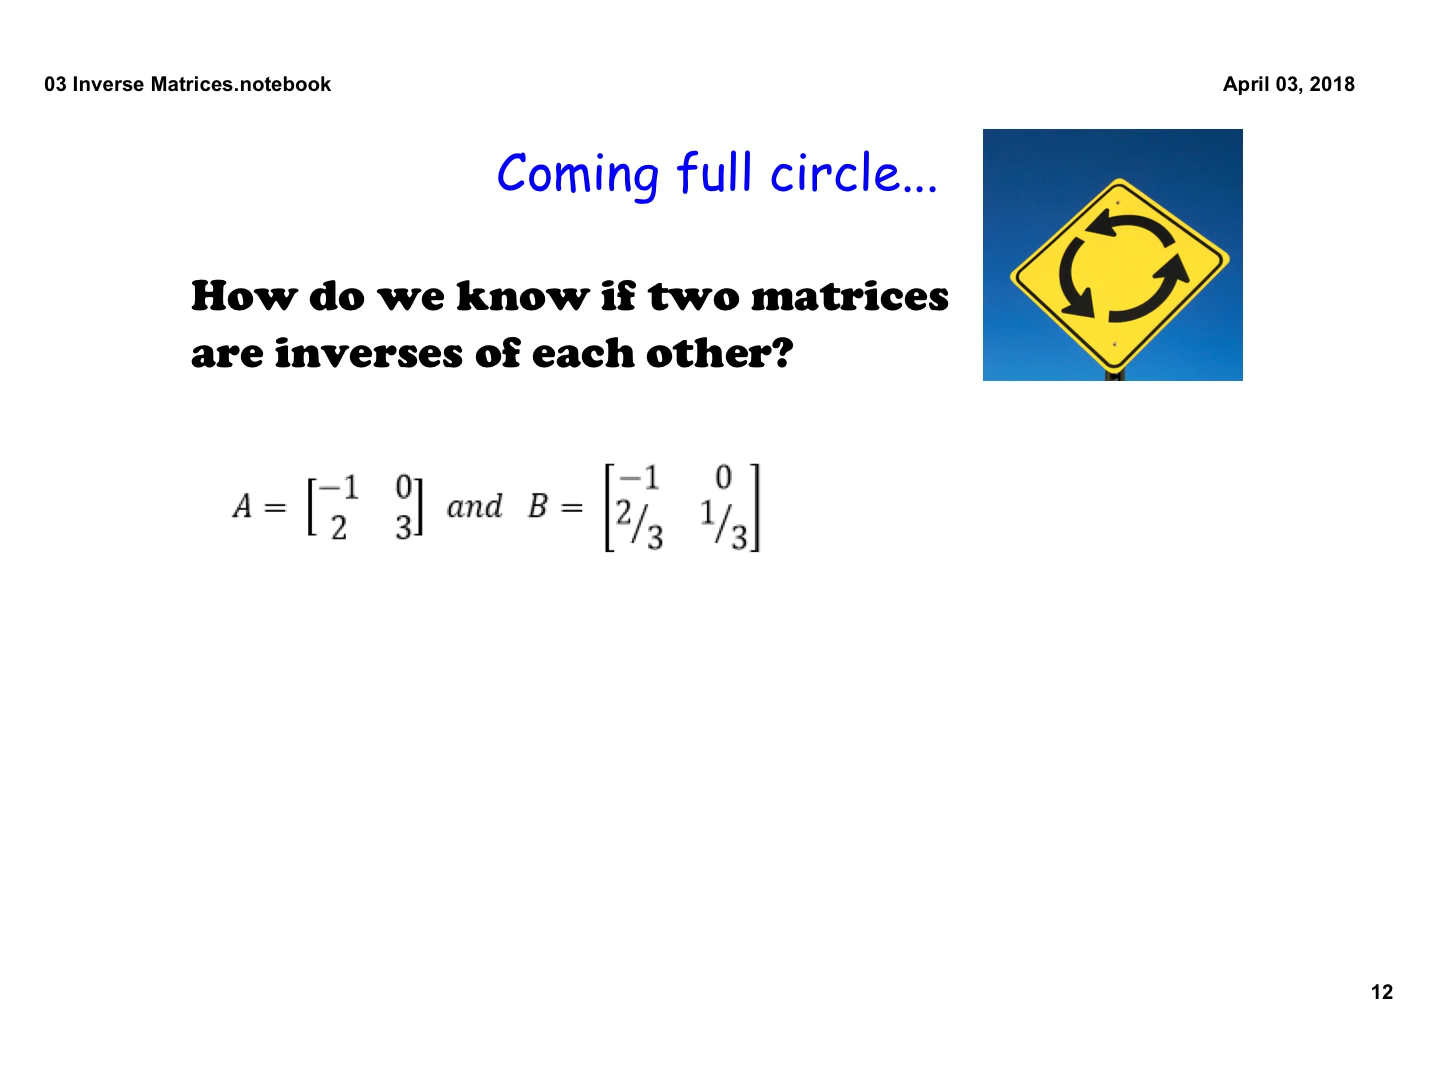 03 Inverse Matrices.notebook
April 03, 2018
Coming full circle...
How do we know if two matrices
are inverses of each other?
A = [−1 0; 2 3] and B = [−1 0; 2/3 1/3]
12